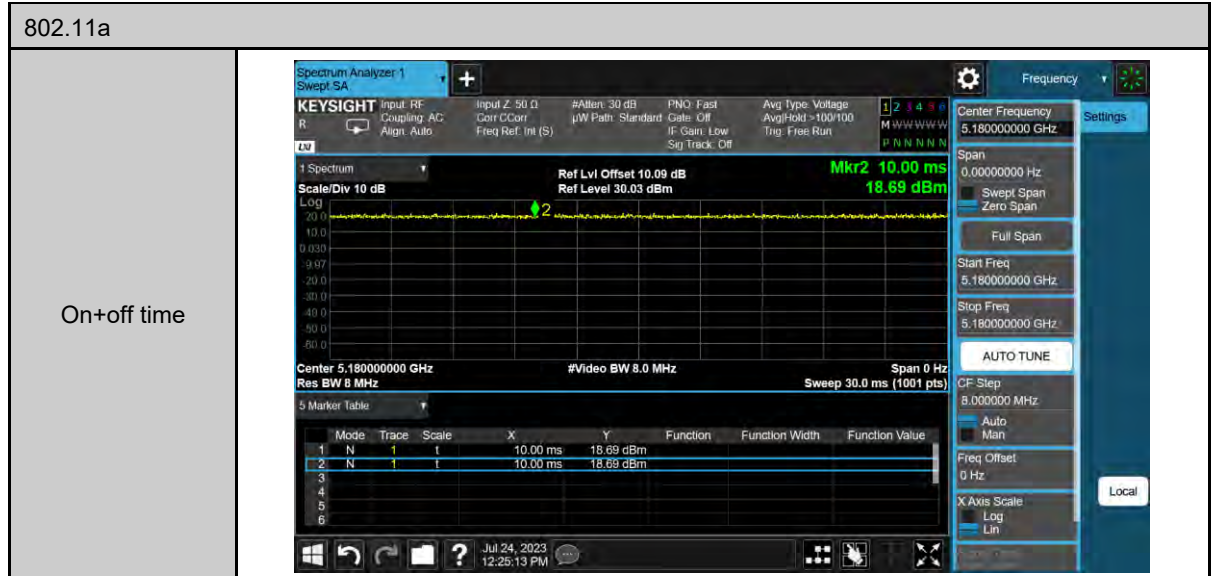 802.11a
On+off time
Spectrum Analyzer 1
Swept SA
+
Frequency
KEYSIGHT
R
LXI
Input: RF
Coupling: AC
Align: Auto
Input Z: 50 Ω
Corr CCorr
Freq Ref: Int (S)
#Atten: 30 dB
µW Path: Standard
PNO: Fast
Gate: Off
IF Gain: Low
Sig Track: Off
Avg Type: Voltage
Avg|Hold >100/100
Trig: Free Run
1 2 3 4 5 6
M W W W W W
P N N N N N
1 Spectrum
Scale/Div 10 dB
Ref Lvl Offset 10.09 dB
Ref Level 30.03 dBm
Mkr2 10.00 ms
18.69 dBm
Log
20.0
10.0
0.030
-9.97
-20.0
-30.0
-40.0
-50.0
-60.0
2
Center 5.180000000 GHz
#Video BW 8.0 MHz
Span 0 Hz
Res BW 8 MHz
Sweep 30.0 ms (1001 pts)
5 Marker Table
Mode Trace Scale X Y Function Function Width Function Value
1 N 1 t 10.00 ms 18.69 dBm
2 N 1 t 10.00 ms 18.69 dBm
3
4
5
6
Center Frequency
5.180000000 GHz
Settings
Span
0.00000000 Hz
Swept Span
Zero Span
Full Span
Start Freq
5.180000000 GHz
Stop Freq
5.180000000 GHz
AUTO TUNE
CF Step
8.000000 MHz
Auto
Man
Freq Offset
0 Hz
X Axis Scale
Log
Lin
Local
?
Jul 24, 2023
12:25:13 PM